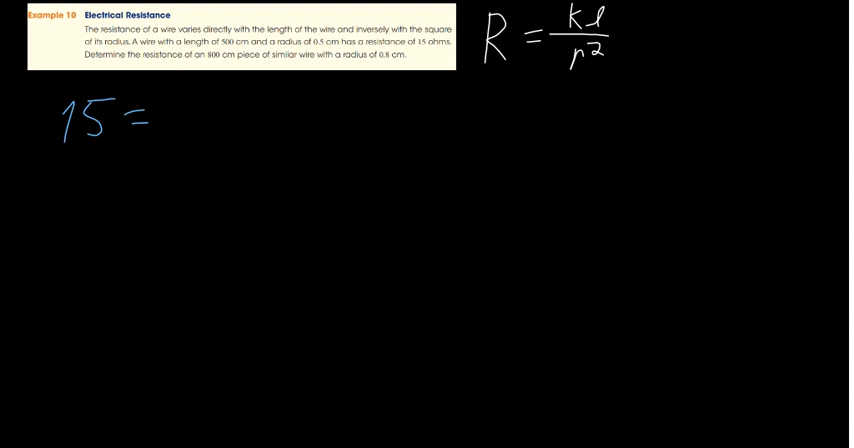 Example 10 Electrical Resistance
The resistance of a wire varies directly with the length of the wire and inversely with the square
of its radius. A wire with a length of 500 cm and a radius of 0.5 cm has a resistance of 15 ohms.
Determine the resistance of an 800 cm piece of similar wire with a radius of 0.8 cm.
R = kl / r²
15 =